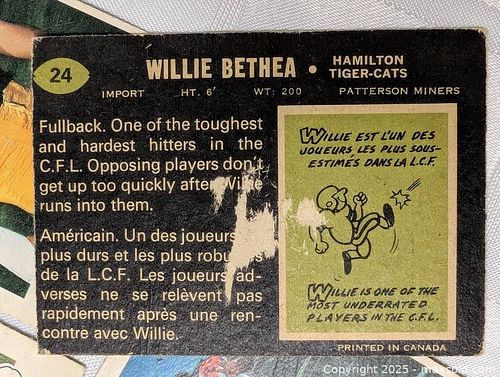 24
WILLIE BETHEA • HAMILTON
TIGER-CATS
IMPORT HT. 6' WT: 200 PATTERSON MINERS
Fullback. One of the toughest
and hardest hitters in the
C.F.L. Opposing players don't
get up too quickly after Willie
runs into them.
Américain. Un des joueurs
plus durs et les plus robus
de la L.C.F. Les joueurs ad-
verses ne se relèvent pas
rapidement après une ren-
contre avec Willie.
WILLIE EST L'UN DES
JOUEURS LES PLUS SOUS-
ESTIMÉS DANS LA L.C.F.
WILLIE IS ONE OF THE
MOST UNDERRATED
PLAYERS IN THE C.F.L.
PRINTED IN CANADA
Copyright 2025 - maxsold.com